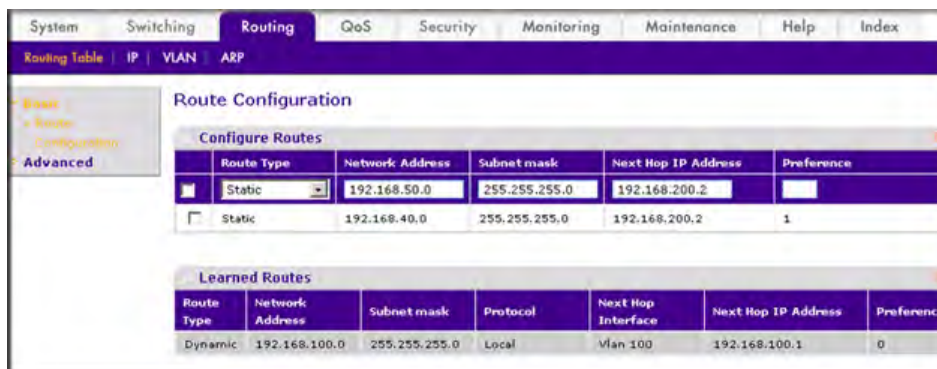 System Switching Routing QoS Security Monitoring Maintenance Help Index
Routing Table | IP | VLAN | ARP
Route Configuration
Configure Routes
Advanced
Route Type Network Address Subnet mask Next Hop IP Address Preference
Static 192.168.50.0 255.255.255.0 192.168.200.2
Static 192.168.40.0 255.255.255.0 192.168.200.2 1
Learned Routes
Route Type Network Address Subnet mask Protocol Next Hop Interface Next Hop IP Address Preferenc
Dynamic 192.168.100.0 255.255.255.0 Local Vlan 100 192.168.100.1 0